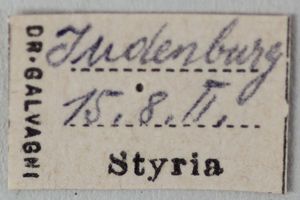 DR·GALVAGNI
Judenburg
15.8.11.
Styria